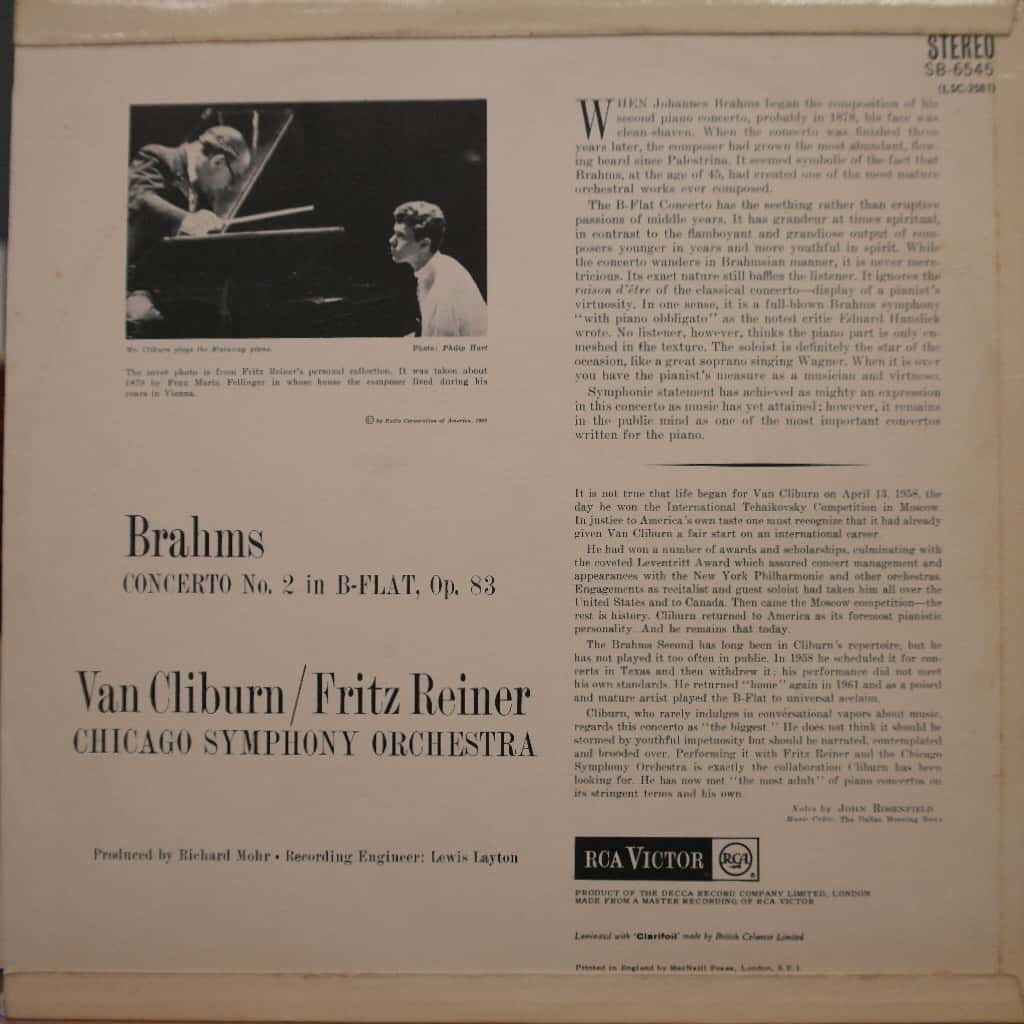 STEREO
SB-6545
(LSC-2581)
Mr. Cliburn plays the Steinway piano.
Photo: Philip Hart
The cover photo is from Fritz Reiner's personal collection. It was taken about
1879 by Frau Maria Fellinger in whose house the composer lived during his
years in Vienna.
© by Radio Corporation of America,
Brahms
CONCERTO No. 2 in B-FLAT, Op. 83
Van Cliburn/Fritz Reiner
CHICAGO SYMPHONY ORCHESTRA
Produced by Richard Mohr • Recording Engineer: Lewis Layton
WHEN Johannes Brahms began the composition of his
second piano concerto, probably in 1878, his face was
clean-shaven. When the concerto was finished three
years later, the composer had grown the most abundant, flow-
ing beard since Palestrina. It seemed symbolic of the fact that
Brahms, at the age of 45, had created one of the most mature
orchestral works ever composed.
The B-Flat Concerto has the seething rather than eruptive
passions of middle years. It has grandeur at times spiritual,
in contrast to the flamboyant and grandiose output of com-
posers younger in years and more youthful in spirit. While
the concerto wanders in Brahmsian manner, it is never mere-
tricious. Its exact nature still baffles the listener. It ignores the
raison d'être of the classical concerto—display of a pianist's
virtuosity. In one sense, it is a full-blown Brahms symphony
"with piano obbligato" as the noted critic Eduard Hanslick
wrote. No listener, however, thinks the piano part is only en-
meshed in the texture. The soloist is definitely the star of the
occasion, like a great soprano singing Wagner. When it is over
you have the pianist's measure as a musician and virtuoso.
Symphonic statement has achieved as mighty an expression
in this concerto as music has yet attained; however, it remains
in the public mind as one of the most important concertos
written for the piano.
It is not true that life began for Van Cliburn on April 13, 1958, the
day he won the International Tchaikovsky Competition in Moscow.
In justice to America's own taste one must recognize that it had already
given Van Cliburn a fair start on an international career.
He had won a number of awards and scholarships, culminating with
the coveted Leventritt Award which assured concert management and
appearances with the New York Philharmonic and other orchestras.
Engagements as recitalist and guest soloist had taken him all over the
United States and to Canada. Then came the Moscow competition—the
rest is history. Cliburn returned to America as its foremost pianistic
personality. And he remains that today.
The Brahms Second has long been in Cliburn's repertoire, but he
has not played it too often in public. In 1958 he scheduled it for con-
certs in Texas and then withdrew it; his performance did not meet
his own standards. He returned "home" again in 1961 and as a poised
and mature artist played the B-Flat to universal acclaim.
Cliburn, who rarely indulges in conversational vapors about music,
regards this concerto as "the biggest." He does not think it should be
stormed by youthful impetuosity but should be narrated, contemplated
and brooded over. Performing it with Fritz Reiner and the Chicago
Symphony Orchestra is exactly the collaboration Cliburn has been
looking for. He has now met "the most adult" of piano concertos on
its stringent terms and his own.
Notes by JOHN ROSENFIELD
Music Critic, The Dallas Morning News
RCA VICTOR RCA
PRODUCT OF THE DECCA RECORD COMPANY LIMITED, LONDON
MADE FROM A MASTER RECORDING OF RCA VICTOR
Laminated with 'Clarifoil' made by British Celanese Limited
Printed in England by MacNeill Press, London, S.E.1.